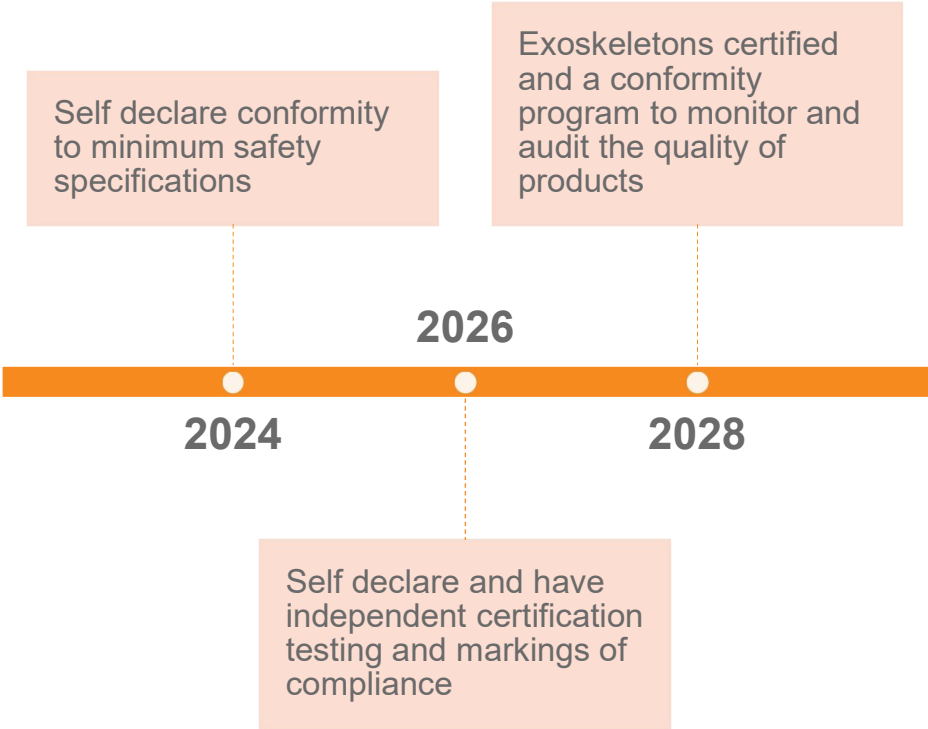 Self declare conformity
to minimum safety
specifications
Exoskeletons certified
and a conformity
program to monitor and
audit the quality of
products
2026
2024
2028
Self declare and have
independent certification
testing and markings of
compliance